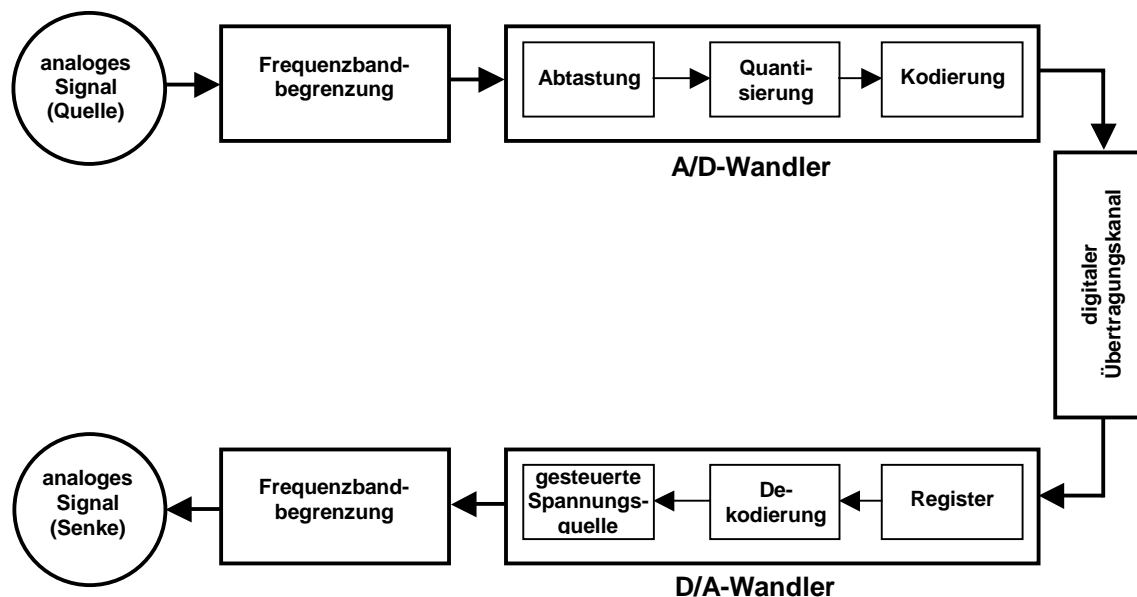 analoges
Signal
(Quelle)
Frequenzband-
begrenzung
Abtastung
Quanti-
sierung
Kodierung
A/D-Wandler
digitaler
Übertragungskanal
analoges
Signal
(Senke)
Frequenzband-
begrenzung
gesteuerte
Spannungs-
quelle
De-
kodierung
Register
D/A-Wandler